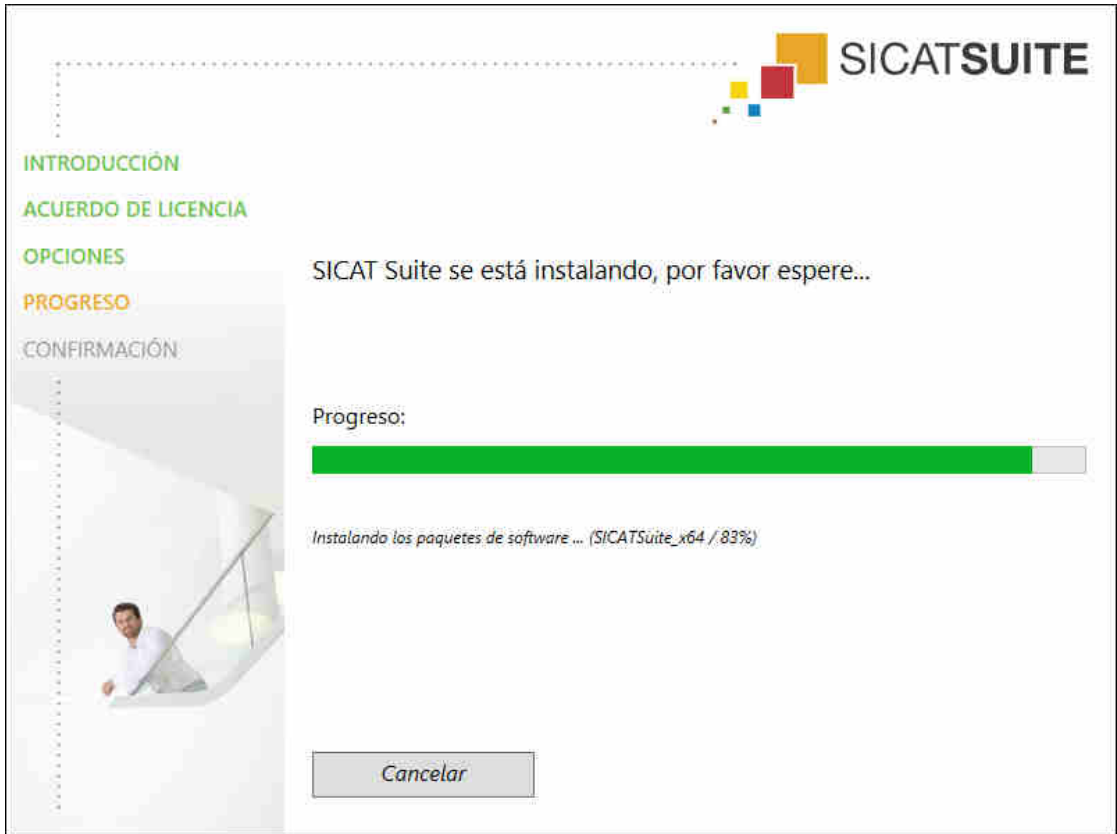 SICATSUITE
INTRODUCCIÓN
ACUERDO DE LICENCIA
OPCIONES
PROGRESO
CONFIRMACIÓN
SICAT Suite se está instalando, por favor espere...
Progreso:
Instalando los paquetes de software ... (SICATSuite_x64 / 83%)
Cancelar